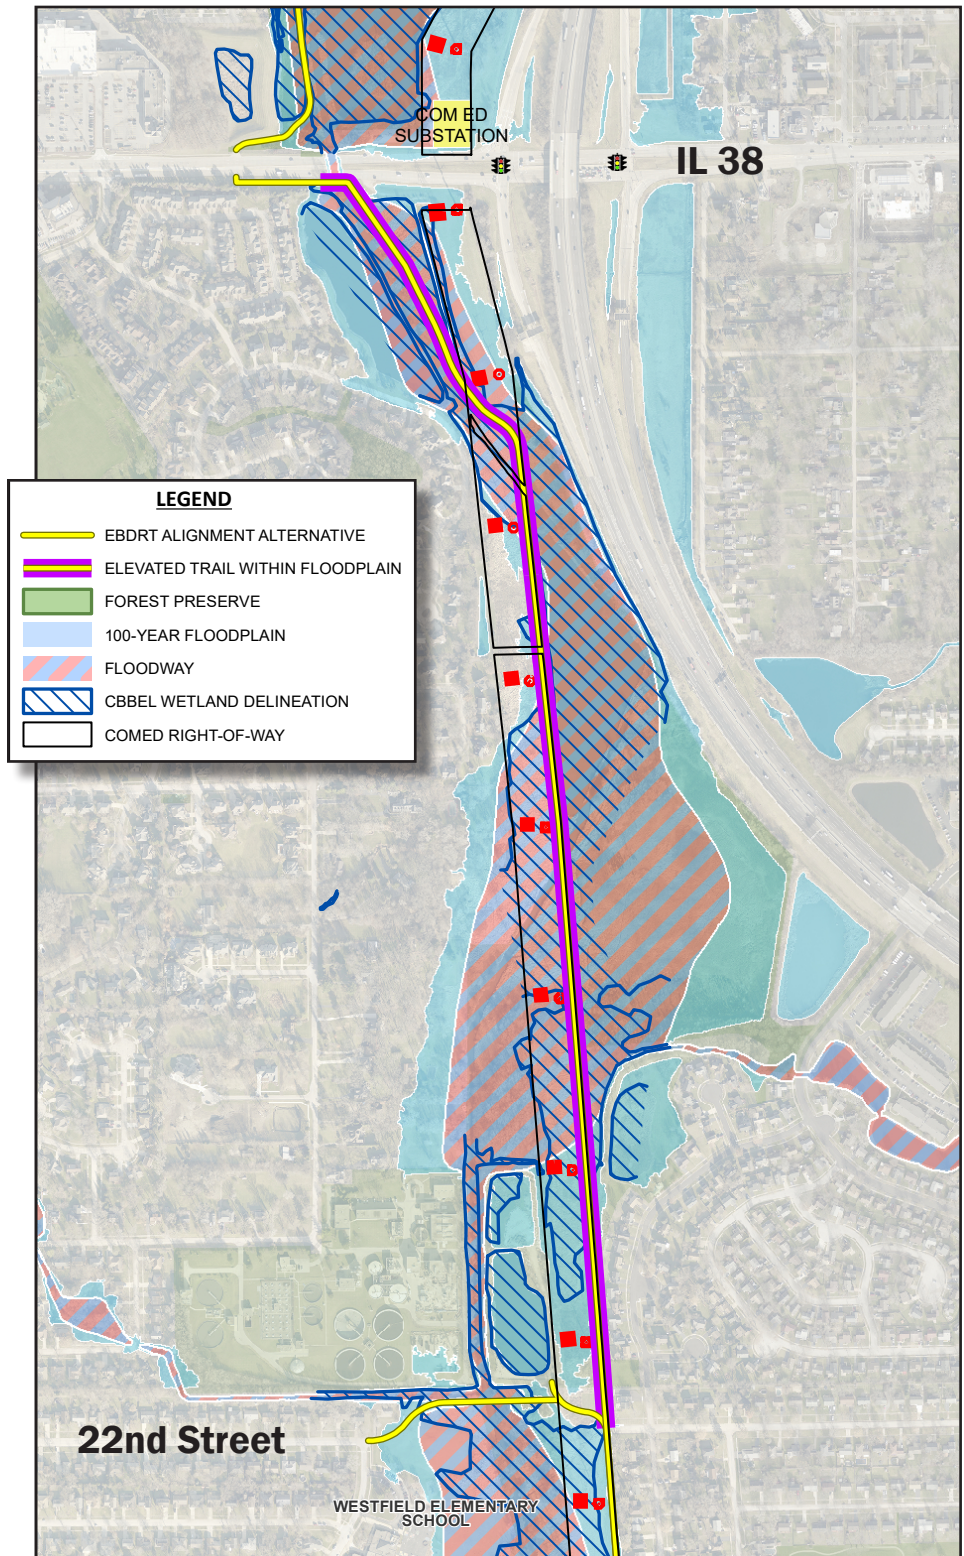 COM ED
SUBSTATION
IL 38
LEGEND
EBDRT ALIGNMENT ALTERNATIVE
ELEVATED TRAIL WITHIN FLOODPLAIN
FOREST PRESERVE
100-YEAR FLOODPLAIN
FLOODWAY
CBBEL WETLAND DELINEATION
COMED RIGHT-OF-WAY
22nd Street
WESTFIELD ELEMENTARY
SCHOOL